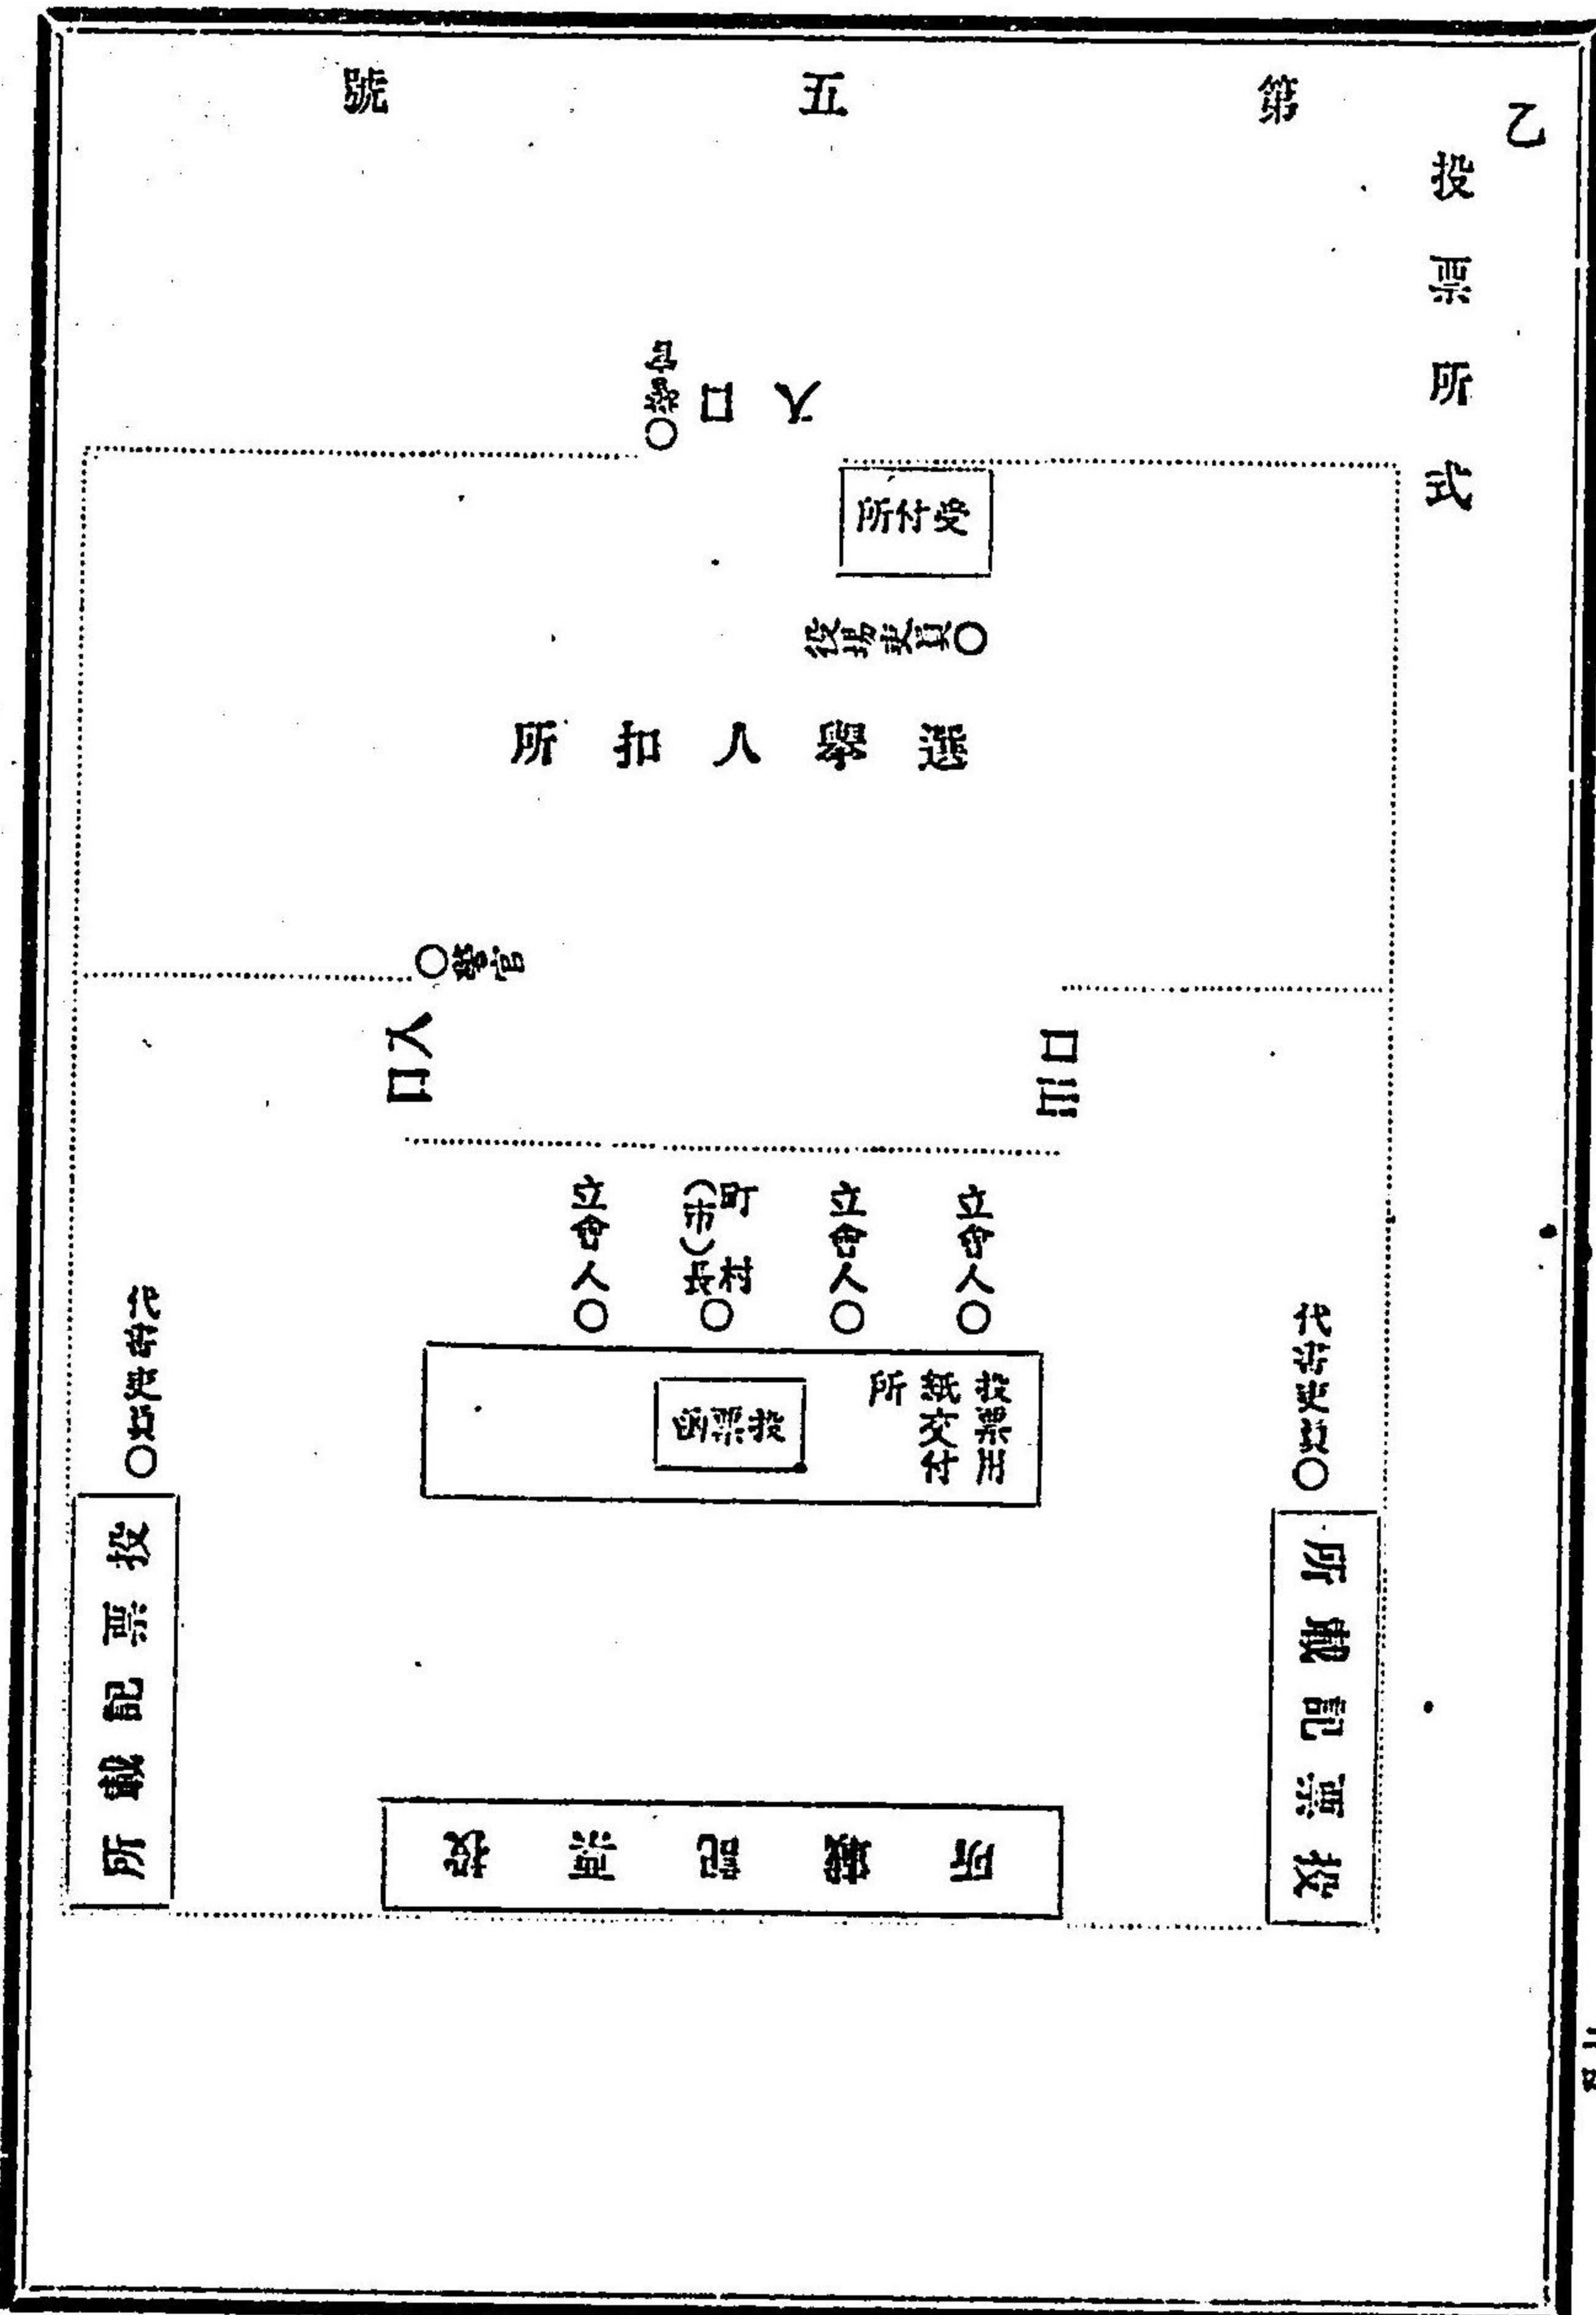 第五號
乙
投票所式
入口
○警官
受付所
役場吏員○
選擧人扣所
○警官
入口
出口
立會人○
立會人○
町村(市)長○
立會人○
投票用紙交付所
投票函
代書吏員○
代書吏員○
投票記載所
投票記載所
投票記載所